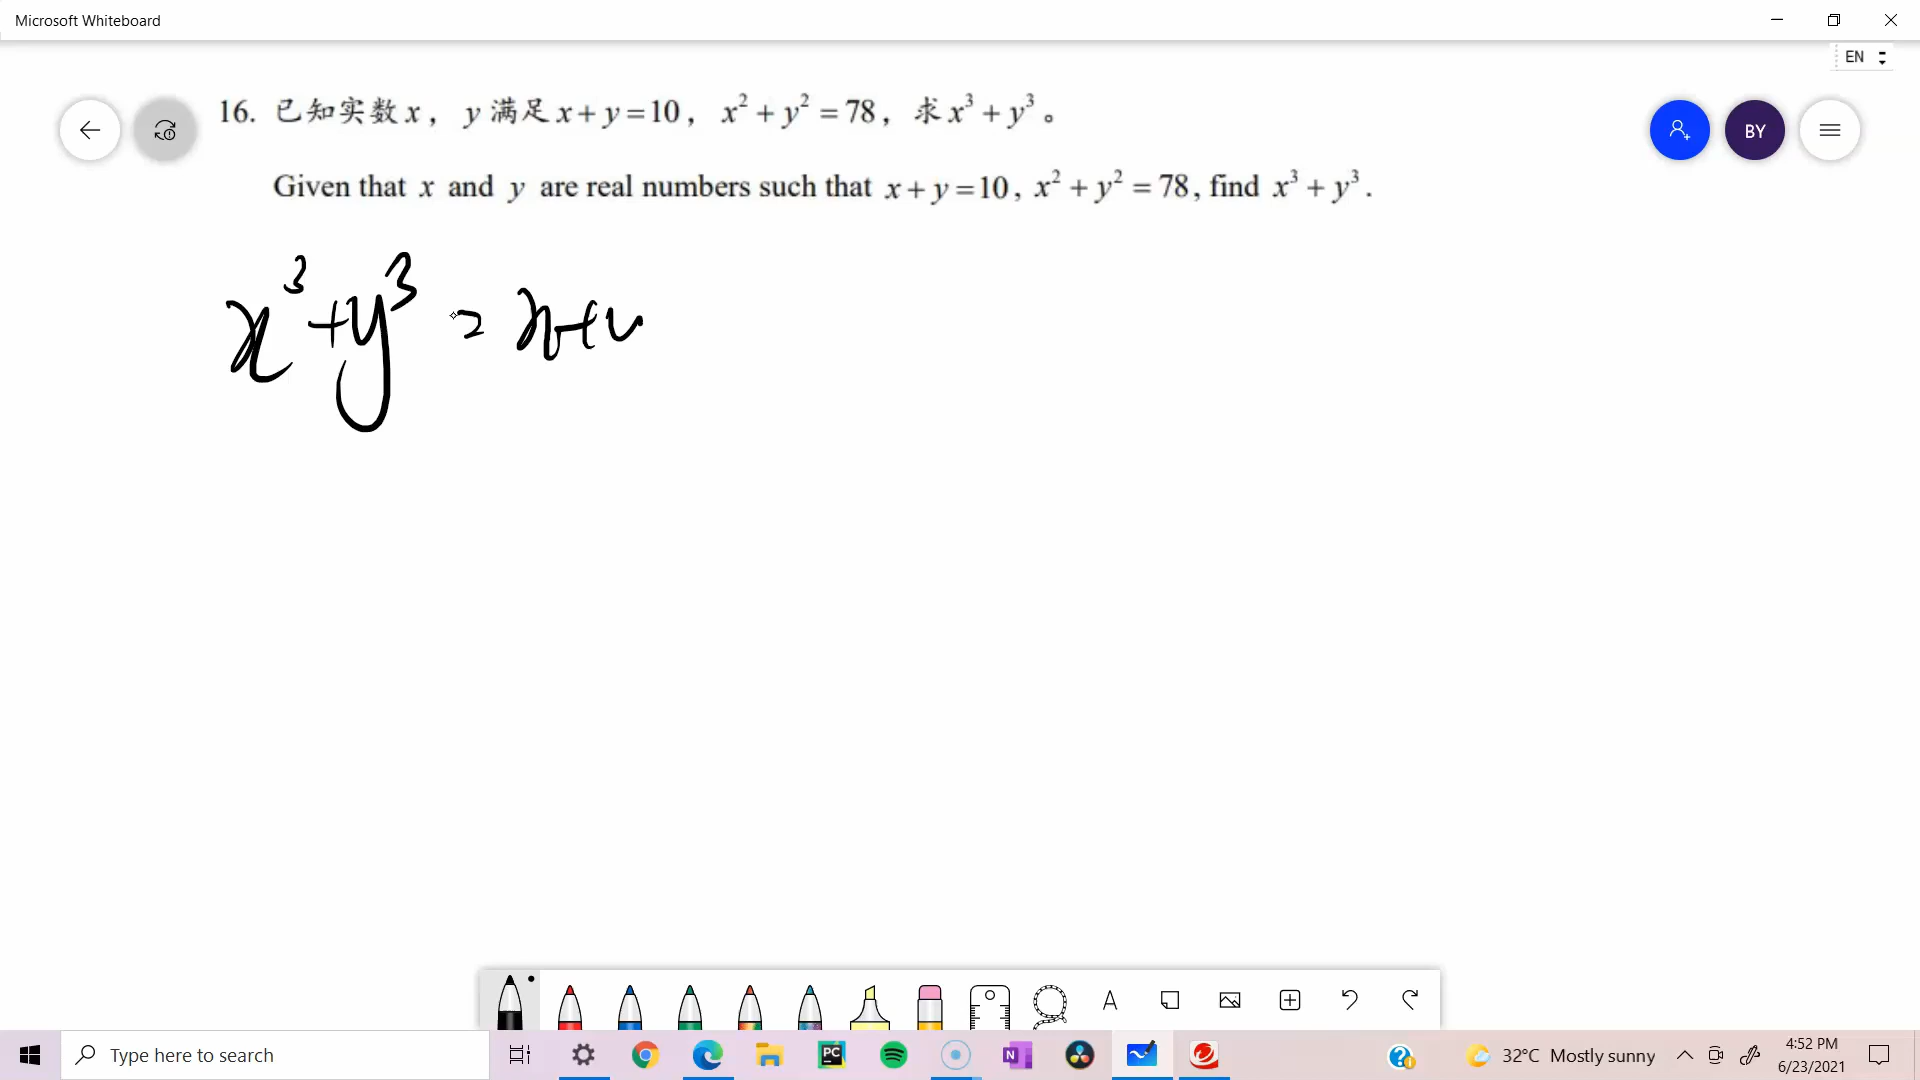 Microsoft Whiteboard
EN
16. 已知实数 x，y 满足 x + y = 10，x² + y² = 78，求 x³ + y³。
BY
Given that x and y are real numbers such that x + y = 10, x² + y² = 78, find x³ + y³.
x³ + y³ = x +
A
Type here to search
PC
N
32°C Mostly sunny
4:52 PM
6/23/2021